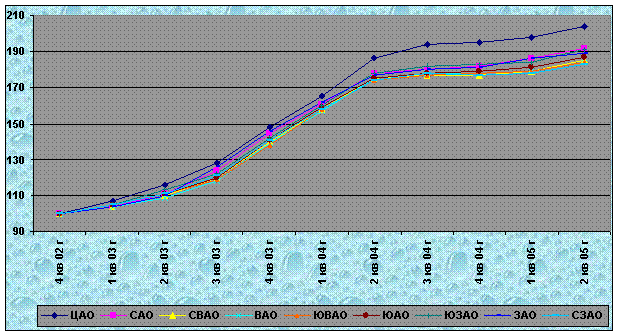 210
190
170
150
130
110
90
4 кв 02 г
1 кв 03 г
2 кв 03 г
3 кв 03 г
4 кв 03 г
1 кв 04 г
2 кв 04 г
3 кв 04 г
4 кв 04 г
1 кв 05 г
2 кв 05 г
ЦАО САО СВАО ВАО ЮВАО ЮАО ЮЗАО ЗАО СЗАО